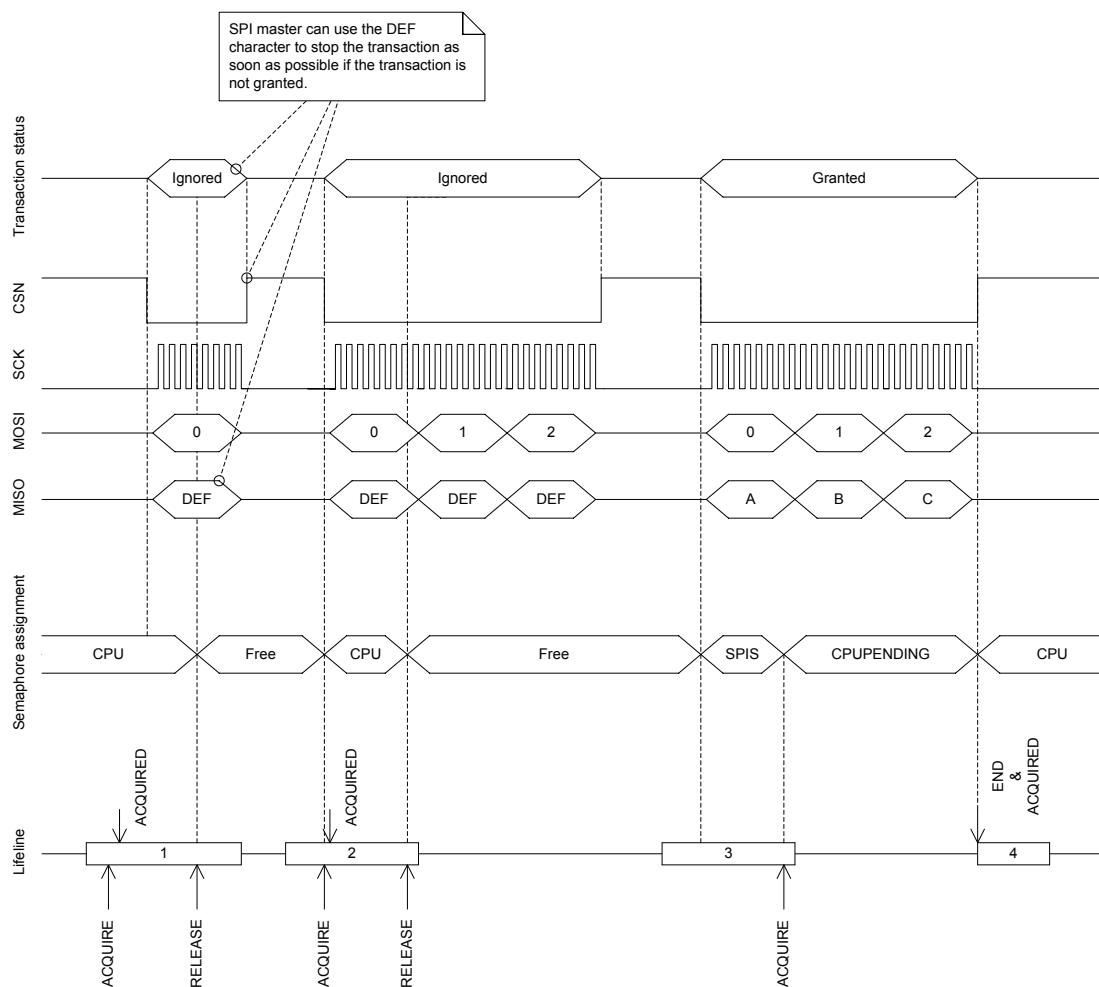 SPI master can use the DEF
character to stop the transaction as
soon as possible if the transaction is
not granted.
Transaction status
Ignored
Ignored
Granted
CSN
SCK
MOSI
0
0
1
2
0
1
2
MISO
DEF
DEF
DEF
DEF
A
B
C
Semaphore assignment
CPU
Free
CPU
Free
SPIS
CPUPENDING
CPU
ACQUIRED
ACQUIRED
END
&
ACQUIRED
Lifeline
1
2
3
4
ACQUIRE
RELEASE
ACQUIRE
RELEASE
ACQUIRE